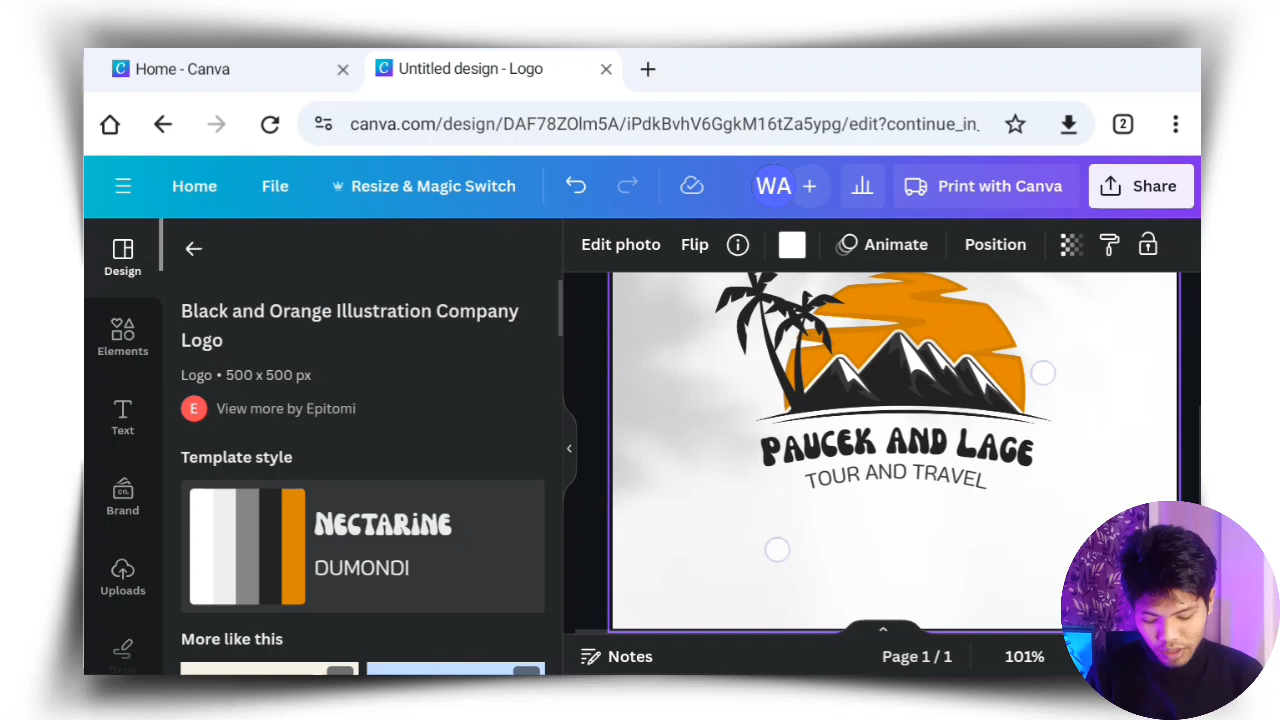 Home - Canva
Untitled design - Logo
canva.com/design/DAF78ZOlm5A/iPdkBvhV6GgkM16tZa5ypg/edit?continue_in_
2
Home
File
Resize & Magic Switch
WA
Print with Canva
Share
Design
Elements
Text
Brand
CO.
Uploads
Draw
Black and Orange Illustration Company
Logo
Logo • 500 x 500 px
E
View more by Epitomi
Template style
NECTARINE
DUMONDI
More like this
Edit photo
Flip
Animate
Position
PAUCEK AND LAGE
TOUR AND TRAVEL
Notes
Page 1 / 1
101%